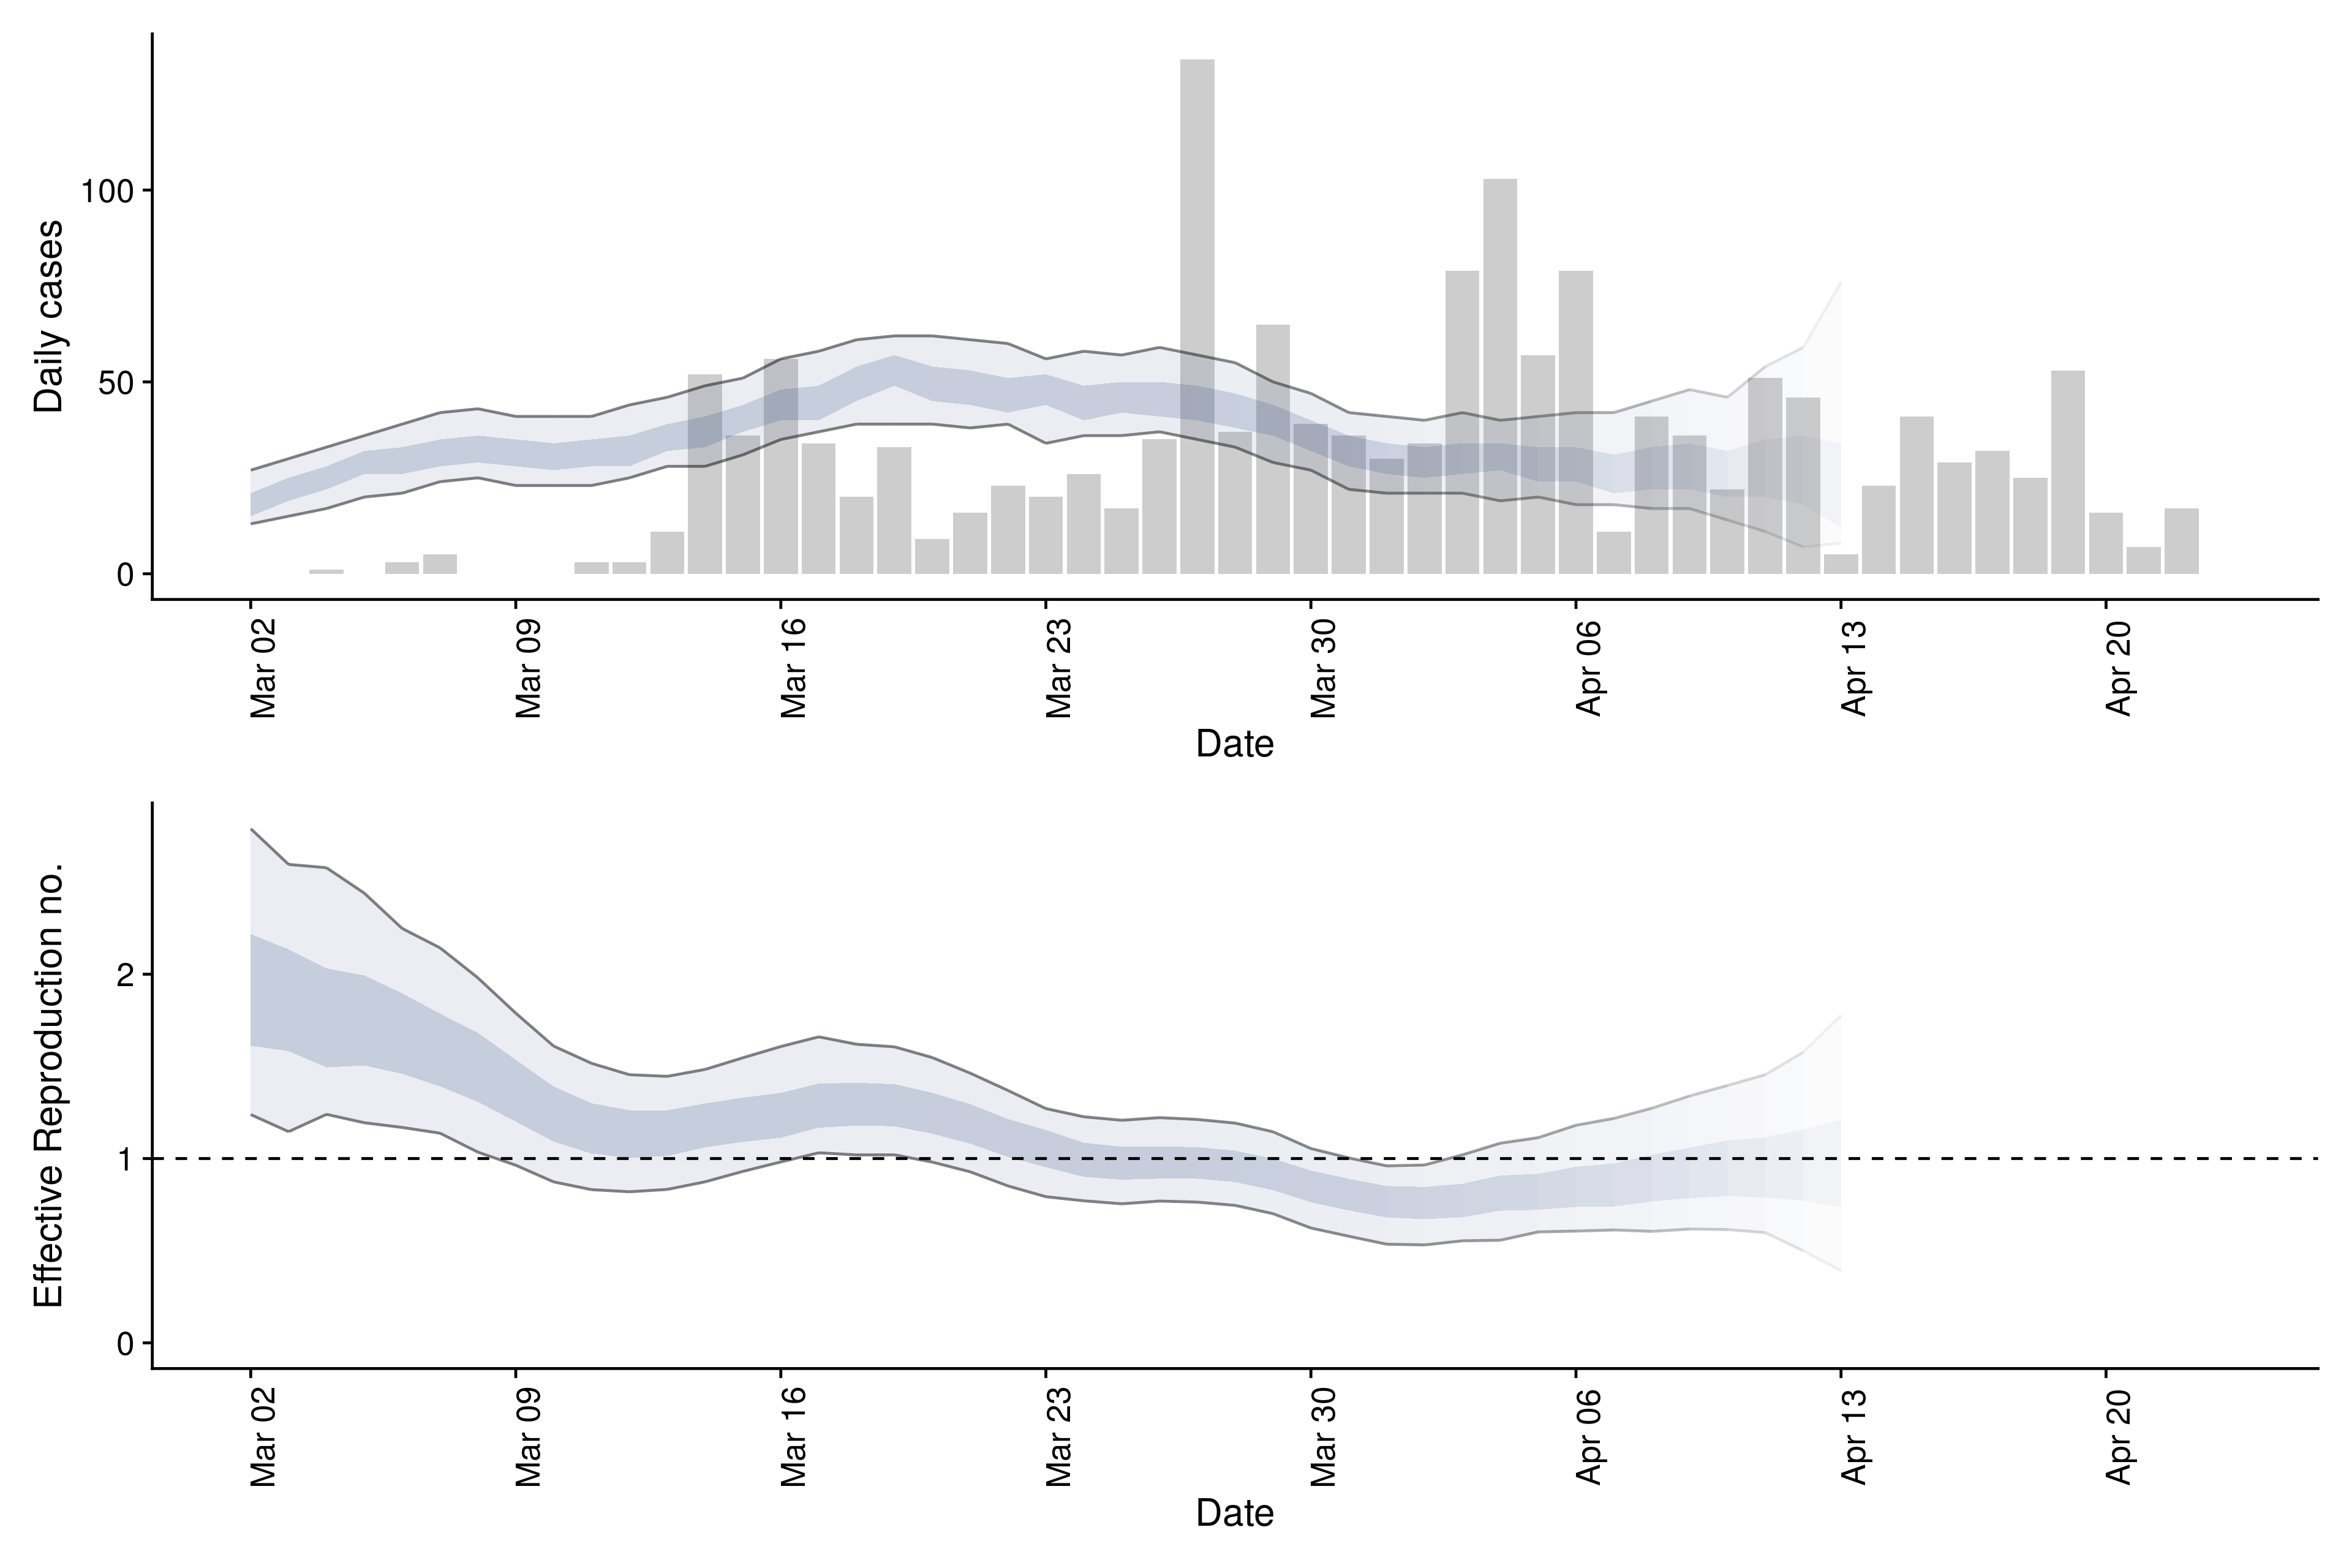 Daily cases
100
50
0
Mar 02
Mar 09
Mar 16
Mar 23
Mar 30
Apr 06
Apr 13
Apr 20
Date
Effective Reproduction no.
2
1
0
Mar 02
Mar 09
Mar 16
Mar 23
Mar 30
Apr 06
Apr 13
Apr 20
Date